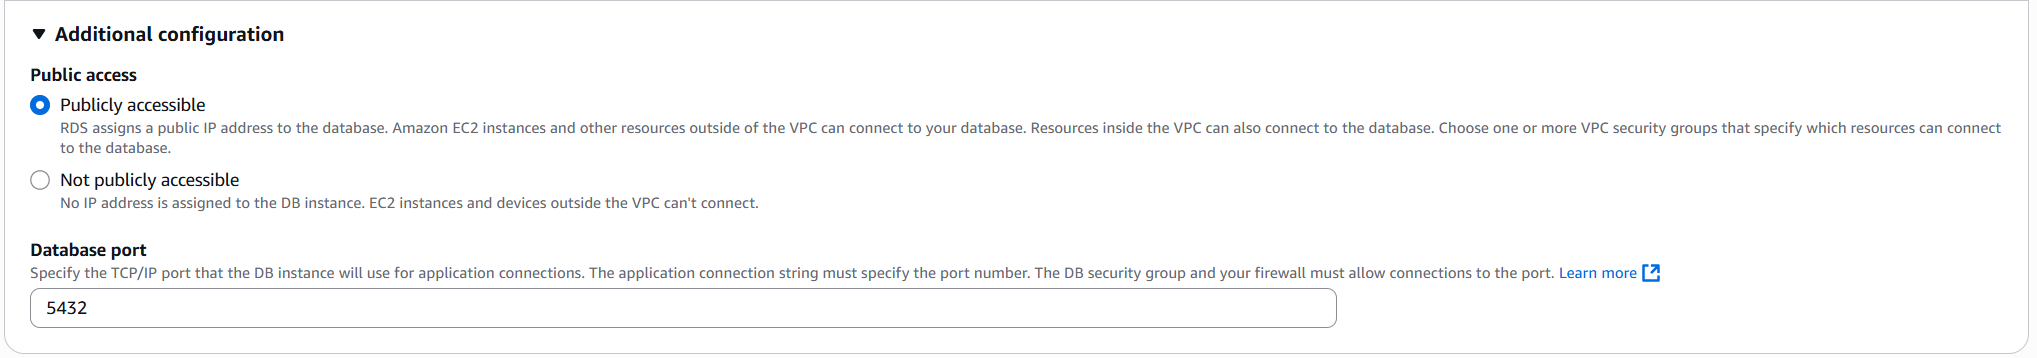 Additional configuration
Public access
Publicly accessible
RDS assigns a public IP address to the database. Amazon EC2 instances and other resources outside of the VPC can connect to your database. Resources inside the VPC can also connect to the database. Choose one or more VPC security groups that specify which resources can connect
to the database.
Not publicly accessible
No IP address is assigned to the DB instance. EC2 instances and devices outside the VPC can't connect.
Database port
Specify the TCP/IP port that the DB instance will use for application connections. The application connection string must specify the port number. The DB security group and your firewall must allow connections to the port. Learn more
5432